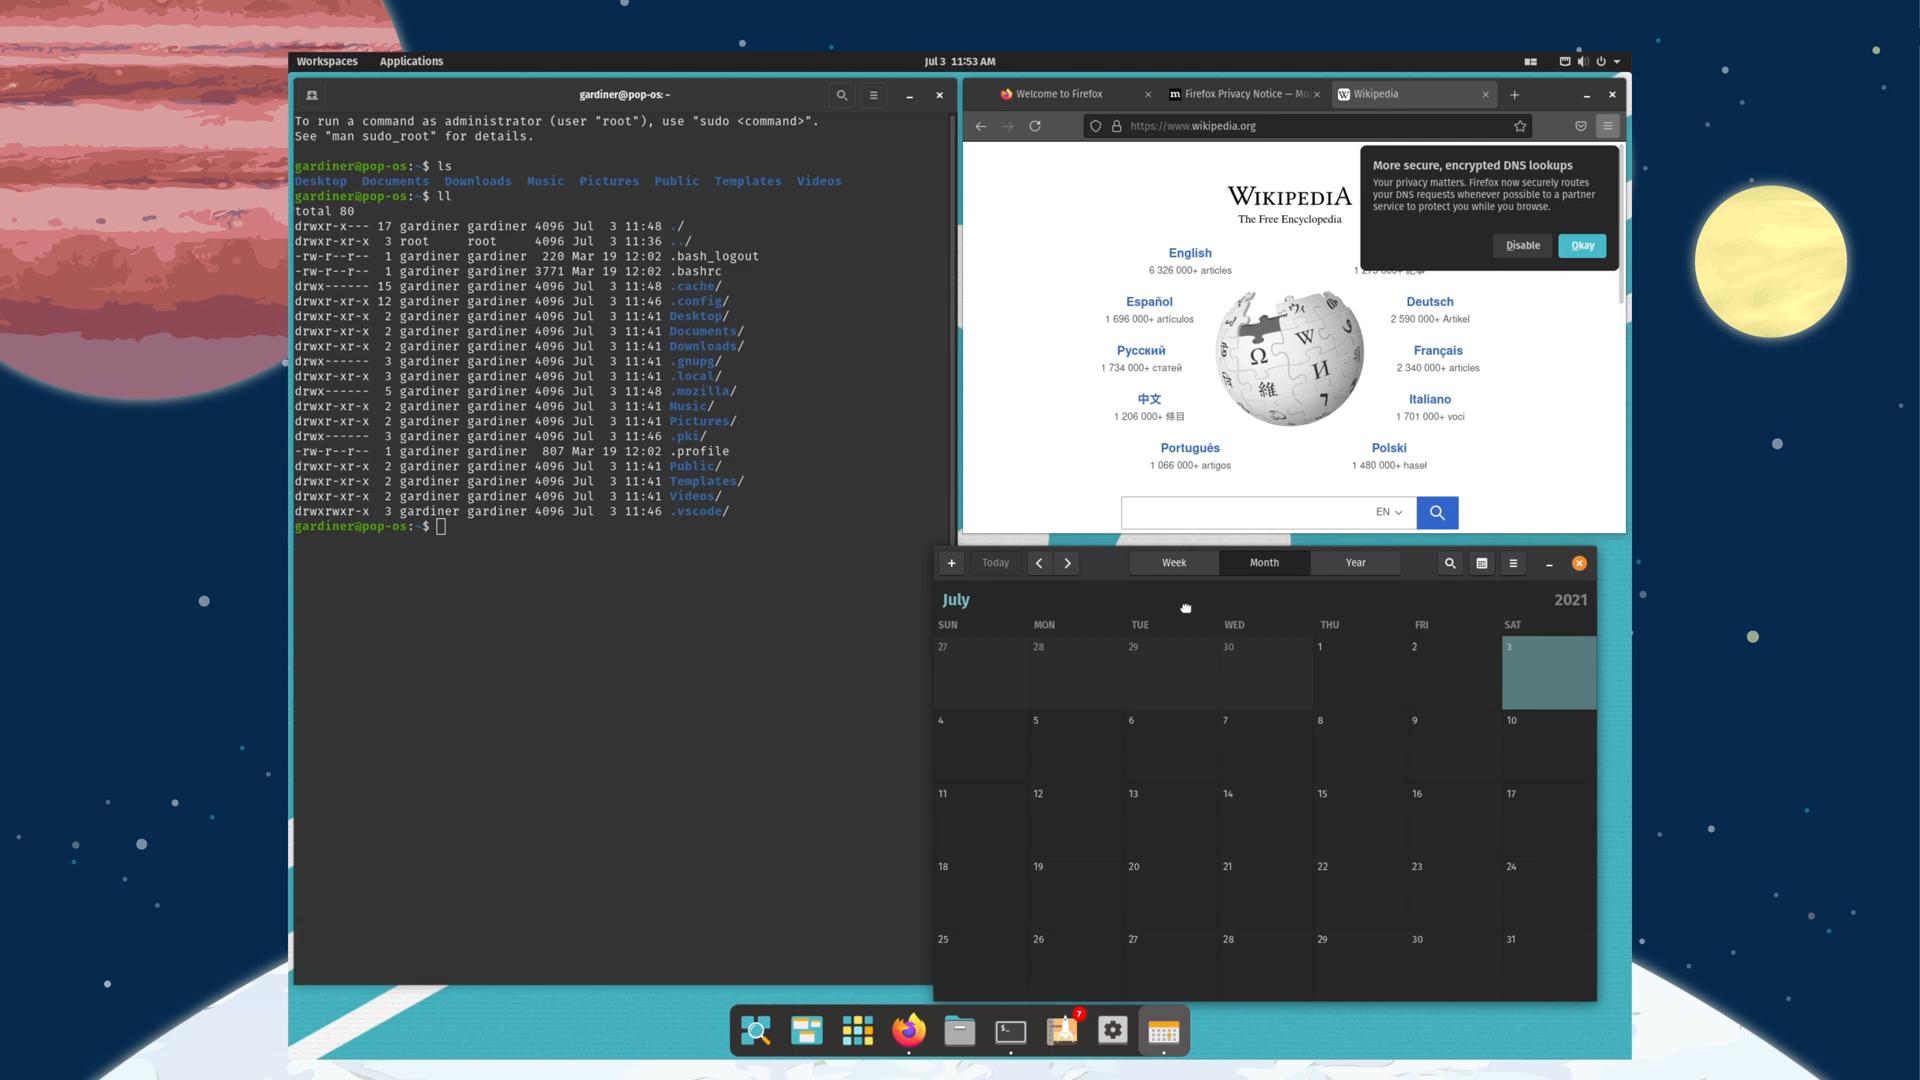 Workspaces Applications Jul 3 11:53 AM
gardiner@pop-os: ~
To run a command as administrator (user "root"), use "sudo <command>".
See "man sudo_root" for details.
gardiner@pop-os:~$ ls
Desktop Documents Downloads Music Pictures Public Templates Videos
gardiner@pop-os:~$ ll
total 80
drwxr-x--- 17 gardiner gardiner 4096 Jul 3 11:48 ./
drwxr-xr-x 3 root root 4096 Jul 3 11:36 ../
-rw-r--r-- 1 gardiner gardiner 220 Mar 19 12:02 .bash_logout
-rw-r--r-- 1 gardiner gardiner 3771 Mar 19 12:02 .bashrc
drwx------ 15 gardiner gardiner 4096 Jul 3 11:48 .cache/
drwxr-xr-x 12 gardiner gardiner 4096 Jul 3 11:46 .config/
drwxr-xr-x 2 gardiner gardiner 4096 Jul 3 11:41 Desktop/
drwxr-xr-x 2 gardiner gardiner 4096 Jul 3 11:41 Documents/
drwxr-xr-x 2 gardiner gardiner 4096 Jul 3 11:41 Downloads/
drwx------ 3 gardiner gardiner 4096 Jul 3 11:41 .gnupg/
drwxr-xr-x 3 gardiner gardiner 4096 Jul 3 11:41 .local/
drwx------ 5 gardiner gardiner 4096 Jul 3 11:48 .mozilla/
drwxr-xr-x 2 gardiner gardiner 4096 Jul 3 11:41 Music/
drwxr-xr-x 2 gardiner gardiner 4096 Jul 3 11:41 Pictures/
drwx------ 3 gardiner gardiner 4096 Jul 3 11:46 .pki/
-rw-r--r-- 1 gardiner gardiner 807 Mar 19 12:02 .profile
drwxr-xr-x 2 gardiner gardiner 4096 Jul 3 11:41 Public/
drwxr-xr-x 2 gardiner gardiner 4096 Jul 3 11:41 Templates/
drwxr-xr-x 2 gardiner gardiner 4096 Jul 3 11:41 Videos/
drwxrwxr-x 3 gardiner gardiner 4096 Jul 3 11:46 .vscode/
gardiner@pop-os:~$
Welcome to Firefox Firefox Privacy Notice — Mo Wikipedia
https://www.wikipedia.org
More secure, encrypted DNS lookups
Your privacy matters. Firefox now securely routes
your DNS requests whenever possible to a partner
service to protect you while you browse.
Disable Okay
WIKIPEDIA
The Free Encyclopedia
English
6 326 000+ articles
Español
1 696 000+ artículos
Deutsch
2 590 000+ Artikel
Русский
1 734 000+ статей
Français
2 340 000+ articles
中文
1 206 000+ 條目
Italiano
1 701 000+ voci
Português
1 066 000+ artigos
Polski
1 480 000+ haseł
Ω W И 維 7
EN
Today Week Month Year
July 2021
SUN MON TUE WED THU FRI SAT
27 28 29 30 1 2 3
4 5 6 7 8 9 10
11 12 13 14 15 16 17
18 19 20 21 22 23 24
25 26 27 28 29 30 31
$_ 7